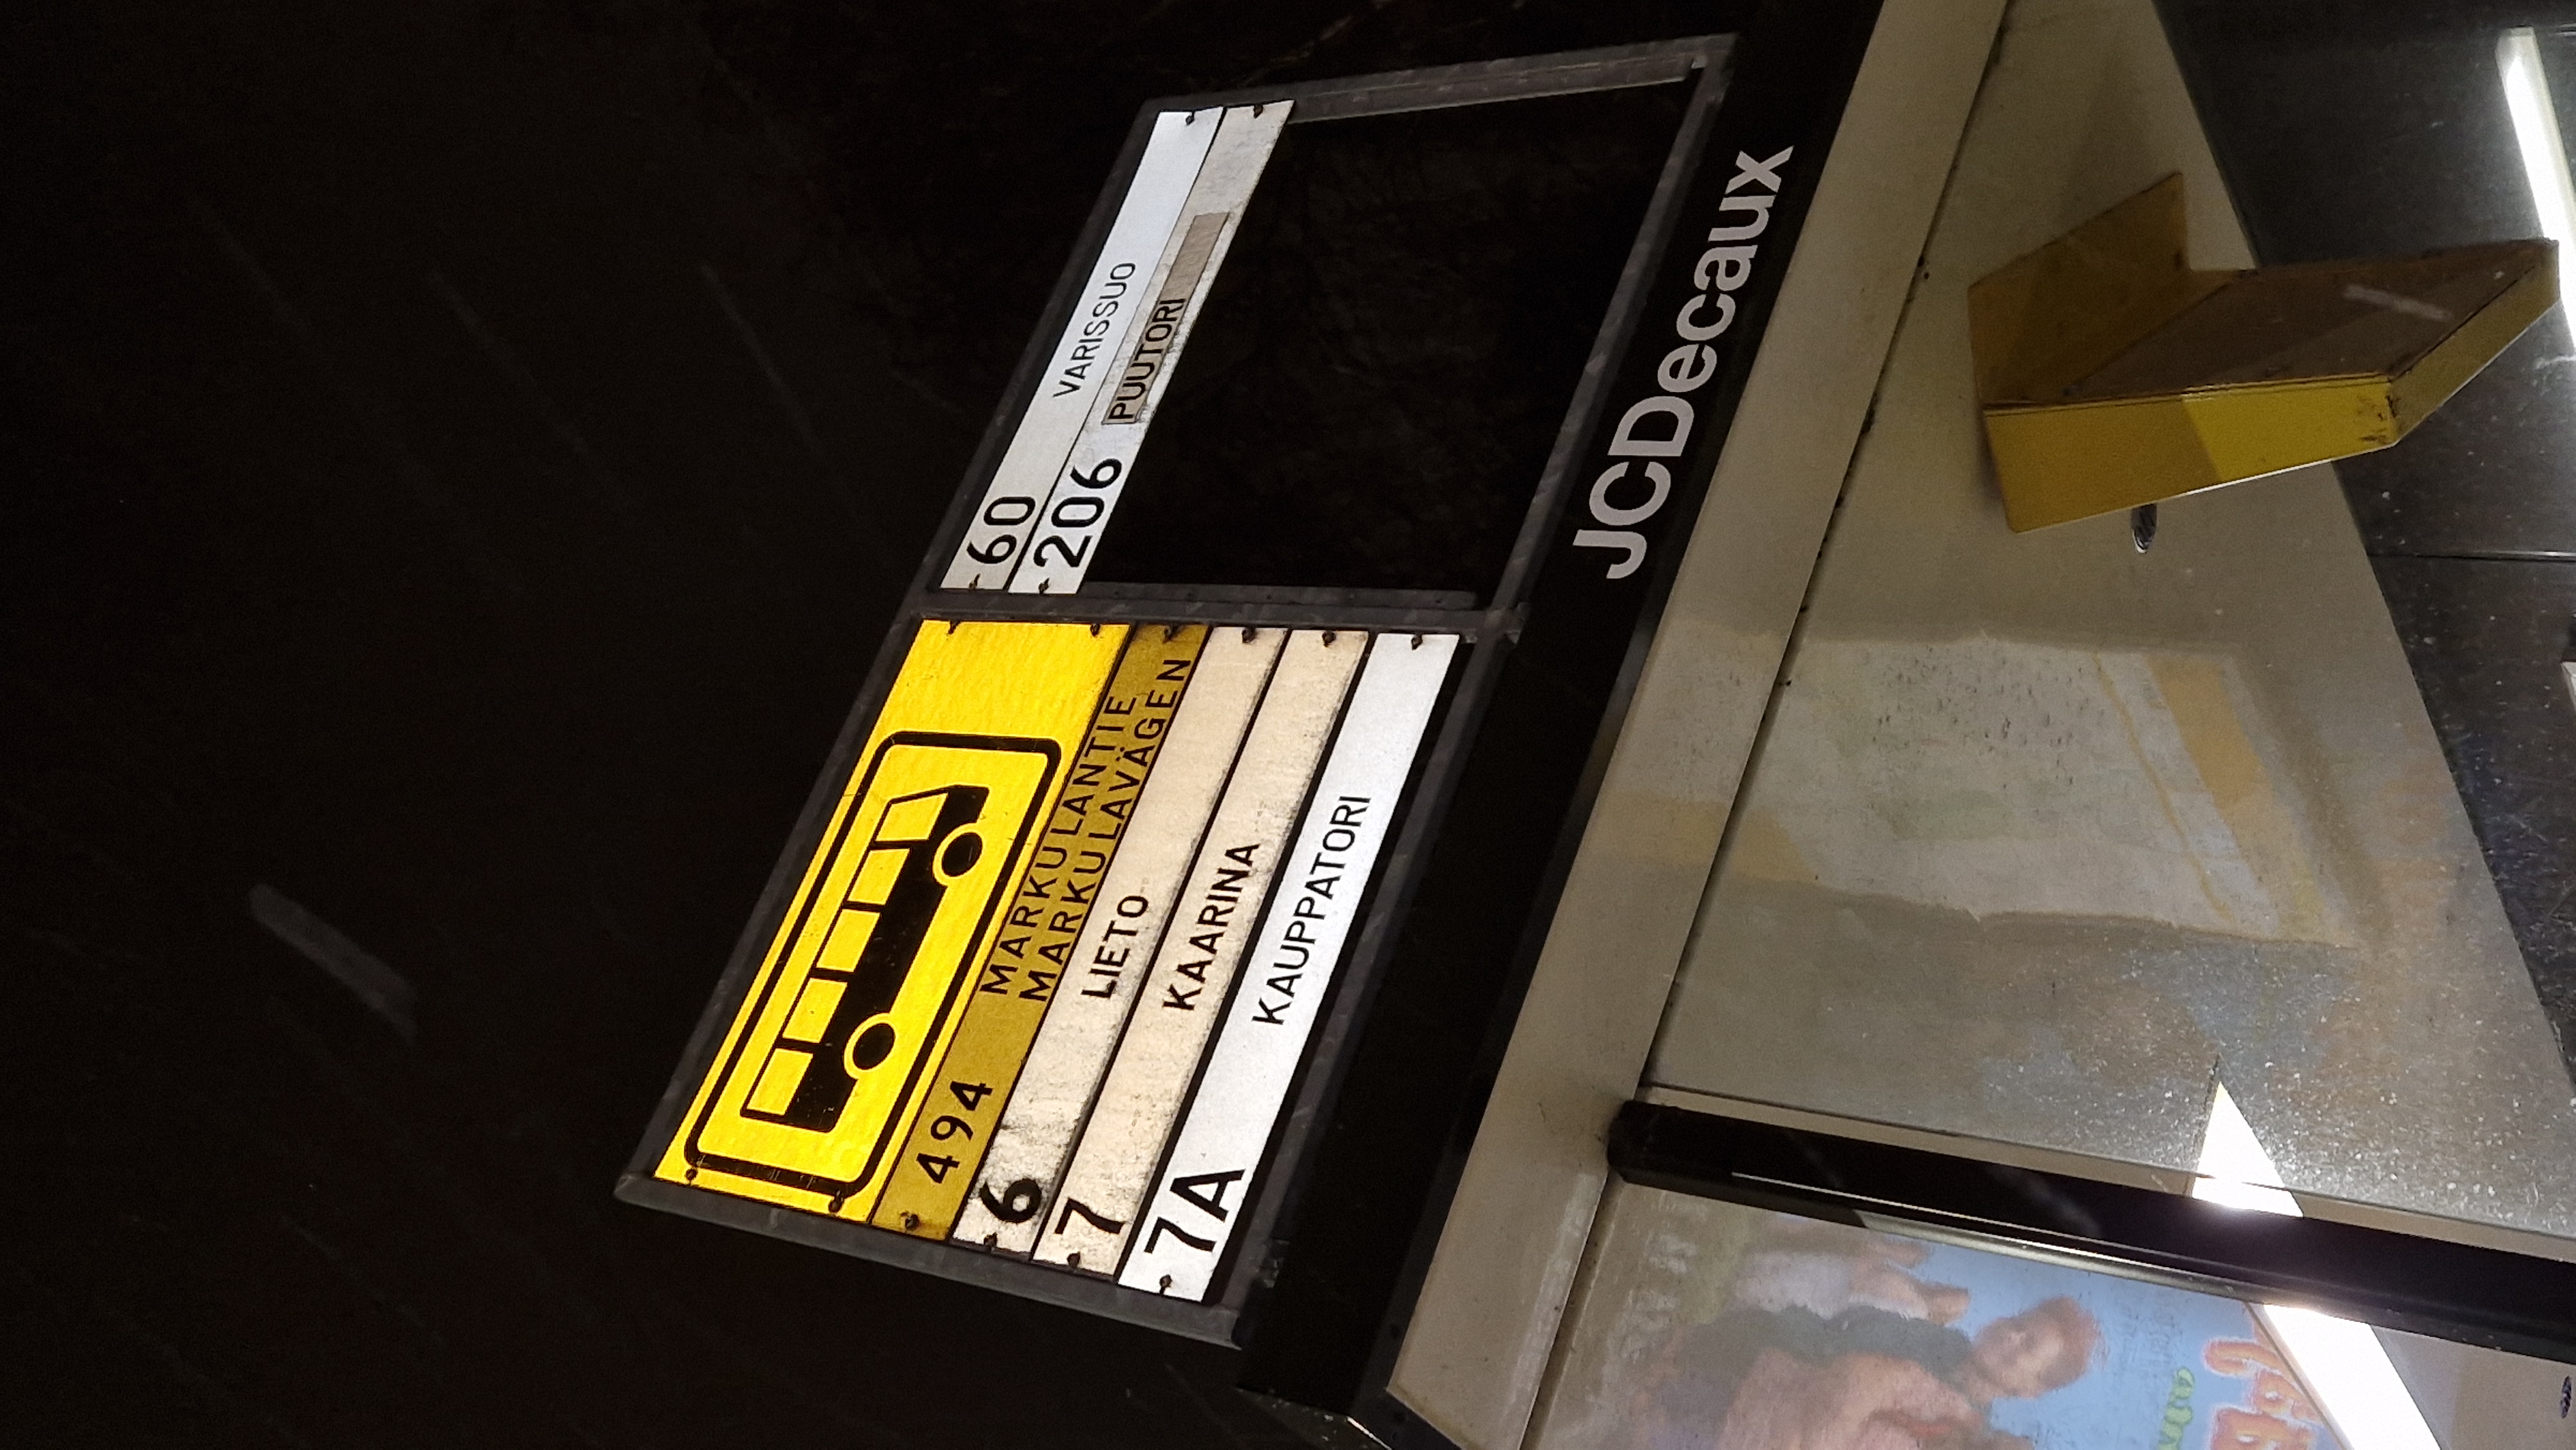 494 MARKULANTIE
MARKULAVÄGEN
6 LIETO
7 KAARINA
7A KAUPPATORI
60 VARISSUO
206 PUUTORI
JCDecaux